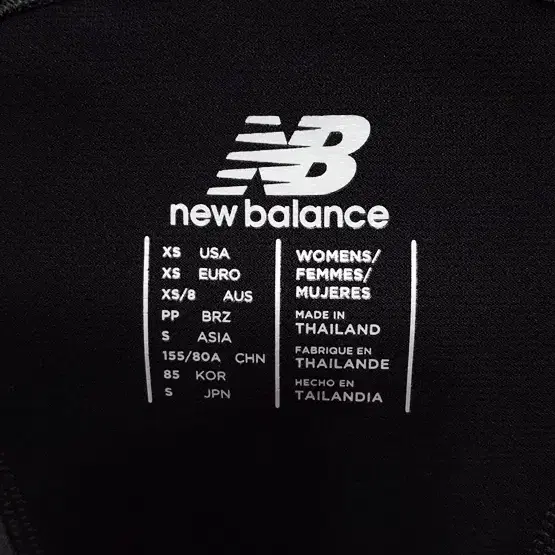 NB
new balance
XS USA
XS EURO
XS/8 AUS
PP BRZ
S ASIA
155/80A CHN
85 KOR
S JPN
WOMENS/
FEMMES/
MUJERES
MADE IN
THAILAND
FABRIQUE EN
THAILANDE
HECHO EN
TAILANDIA